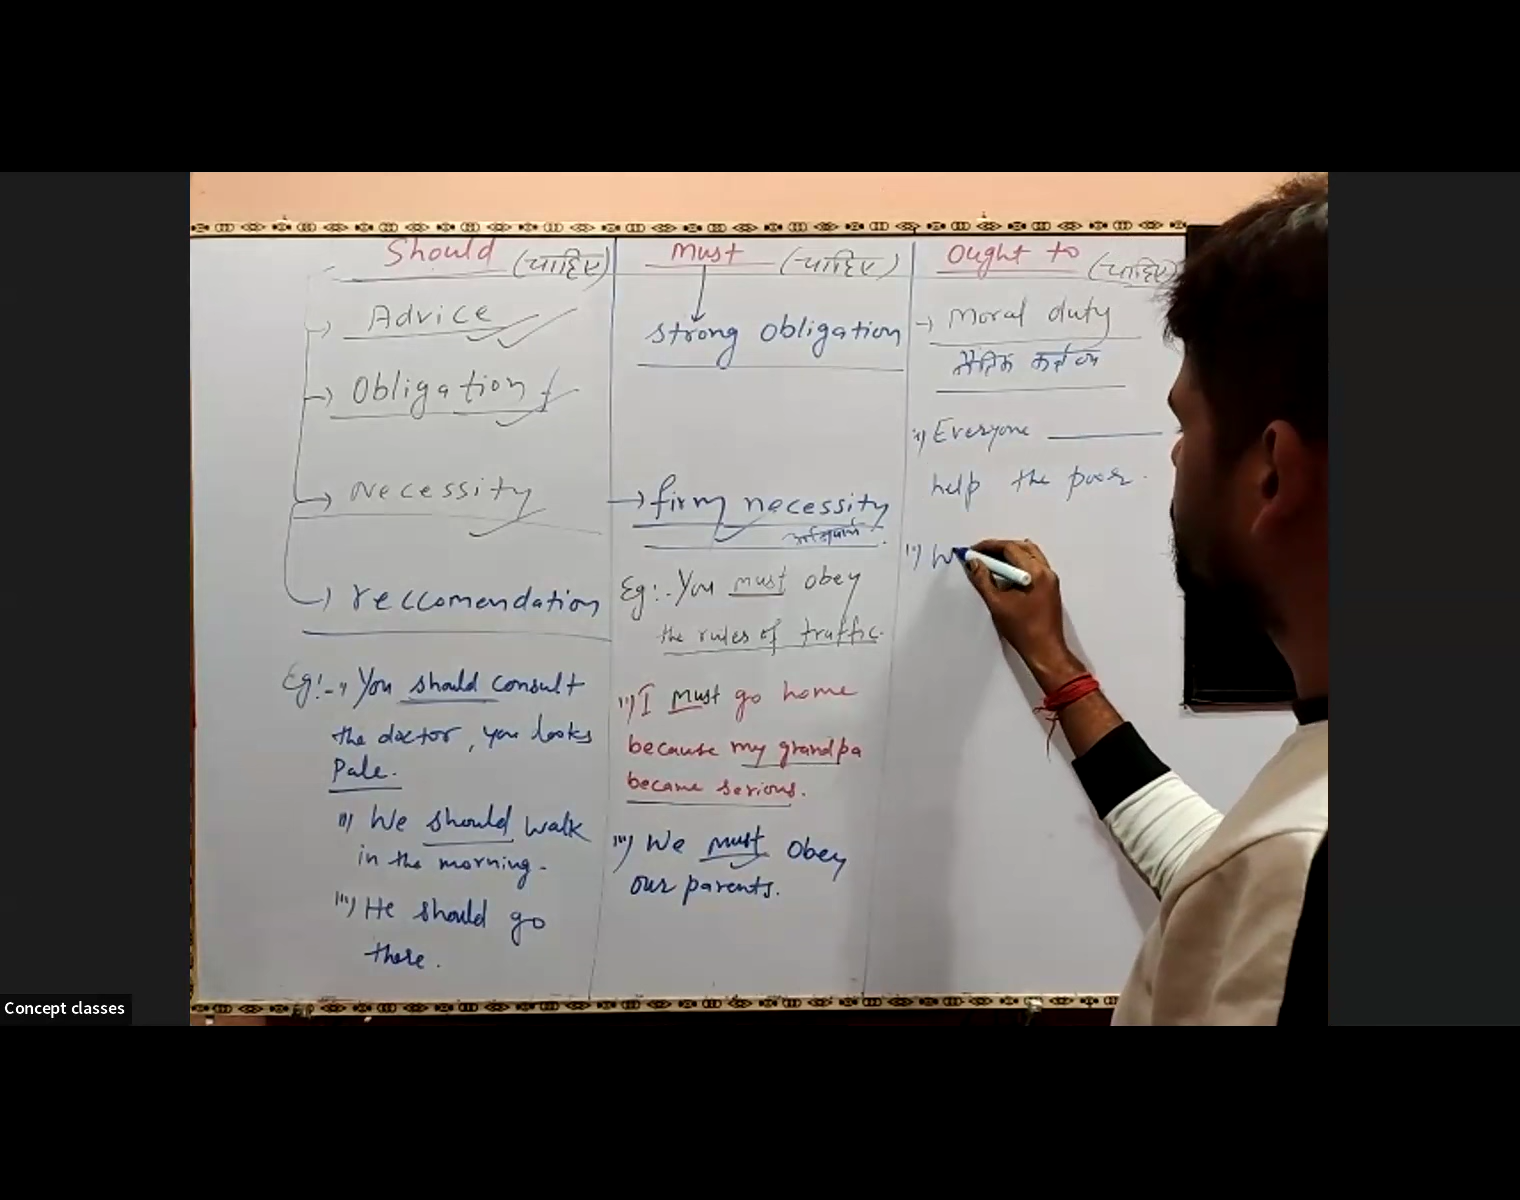 Should (चाहिए)
→ Advice
→ Obligation
→ Necessity
→ reccomendation
Eg:- i) You should consult
the doctor, you looks
Pale.
ii) We should walk
in the morning.
iii) He should go
there.
Must (चाहिए)
strong obligation
→ firm necessity
अनिवार्य
Eg:- You must obey
the rules of traffic.
ii) I must go home
because my grandpa
became serious.
iii) We must obey
our parents.
Ought to (चाहिए)
→ Moral duty
नैतिक कर्तव्य
i) Everyone ______
help the poor.
ii) W
Concept classes